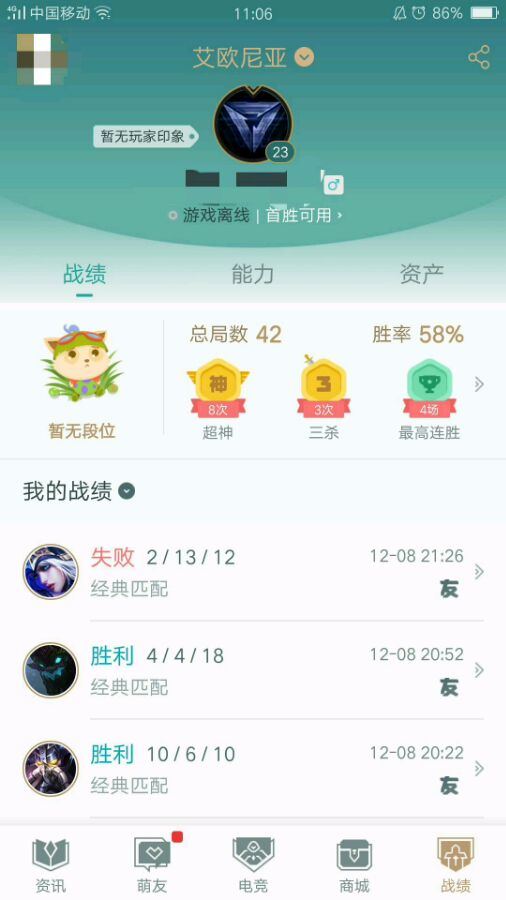 4G 中国移动 11:06 86%
艾欧尼亚
暂无玩家印象
23
游戏离线 | 首胜可用 ›
战绩 能力 资产
总局数 42 胜率 58%
神 3
8次 3次 4场
暂无段位 超神 三杀 最高连胜
我的战绩
失败 2 / 13 / 12 12-08 21:26
经典匹配 友
胜利 4 / 4 / 18 12-08 20:52
经典匹配 友
胜利 10 / 6 / 10 12-08 20:22
经典匹配 友
资讯 萌友 电竞 商城 战绩